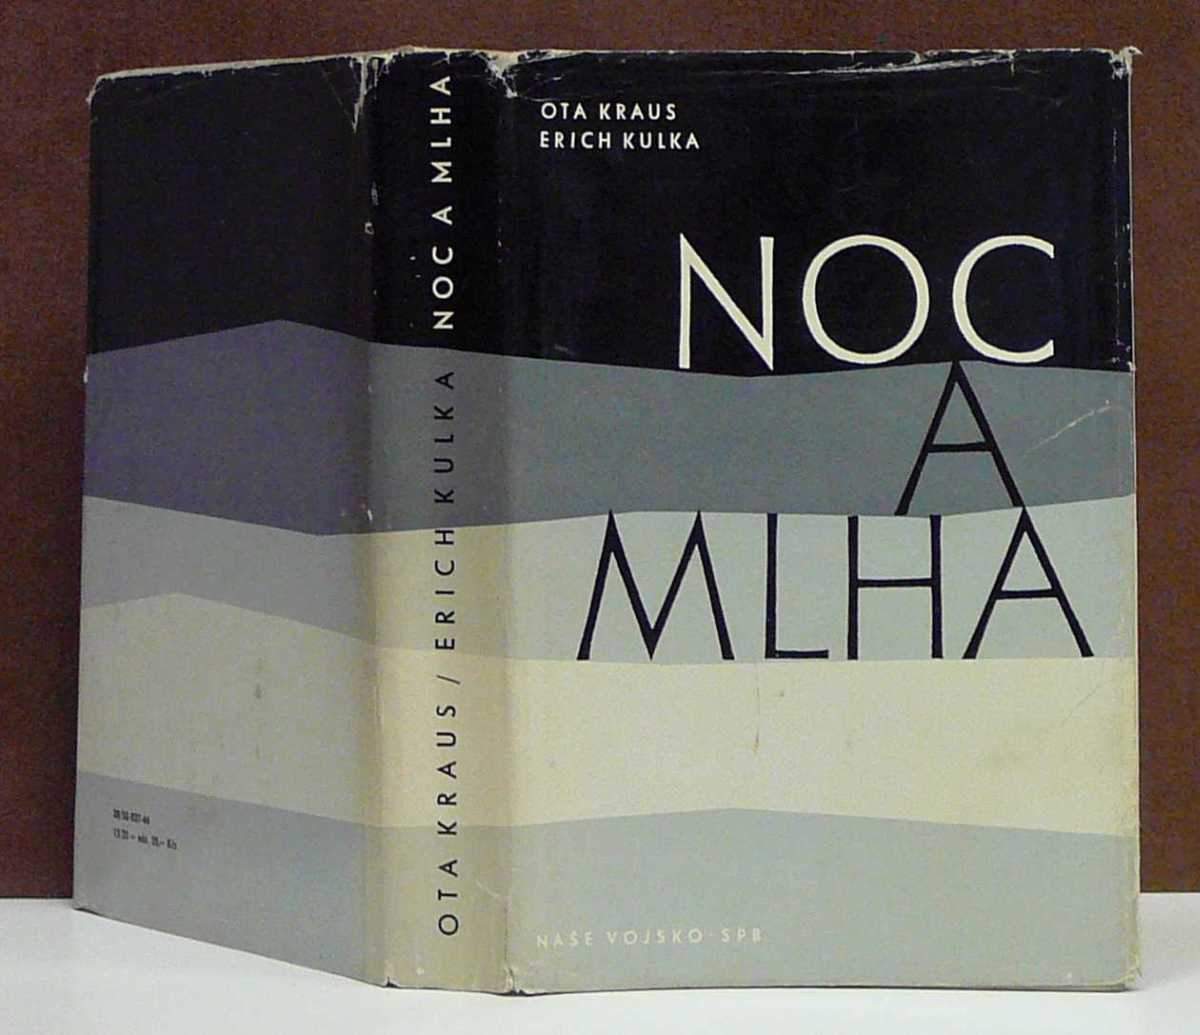 OTA KRAUS
ERICH KULKA
NOC
A
MLHA
NAŠE VOJSKO · SPB
OTA KRAUS / ERICH KULKA NOC A MLHA